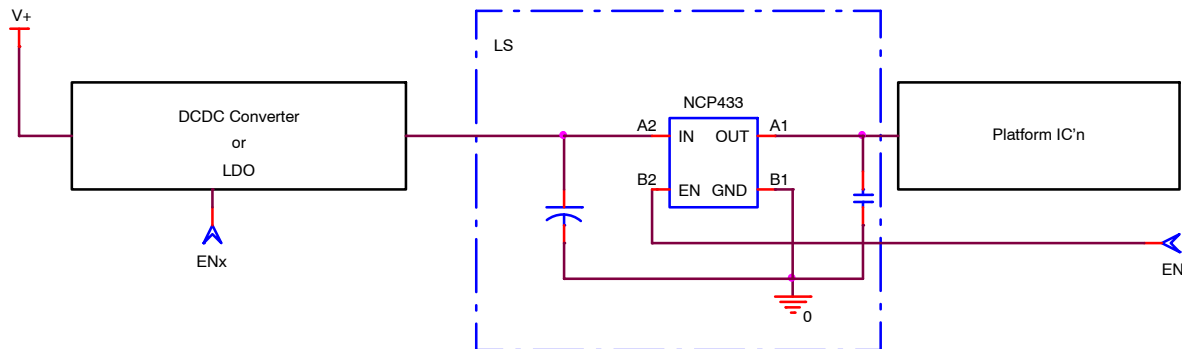 V+
LS
DCDC Converter
or
LDO
NCP433
A2
A1
IN
OUT
Platform IC'n
B2
B1
EN
GND
ENx
EN
0